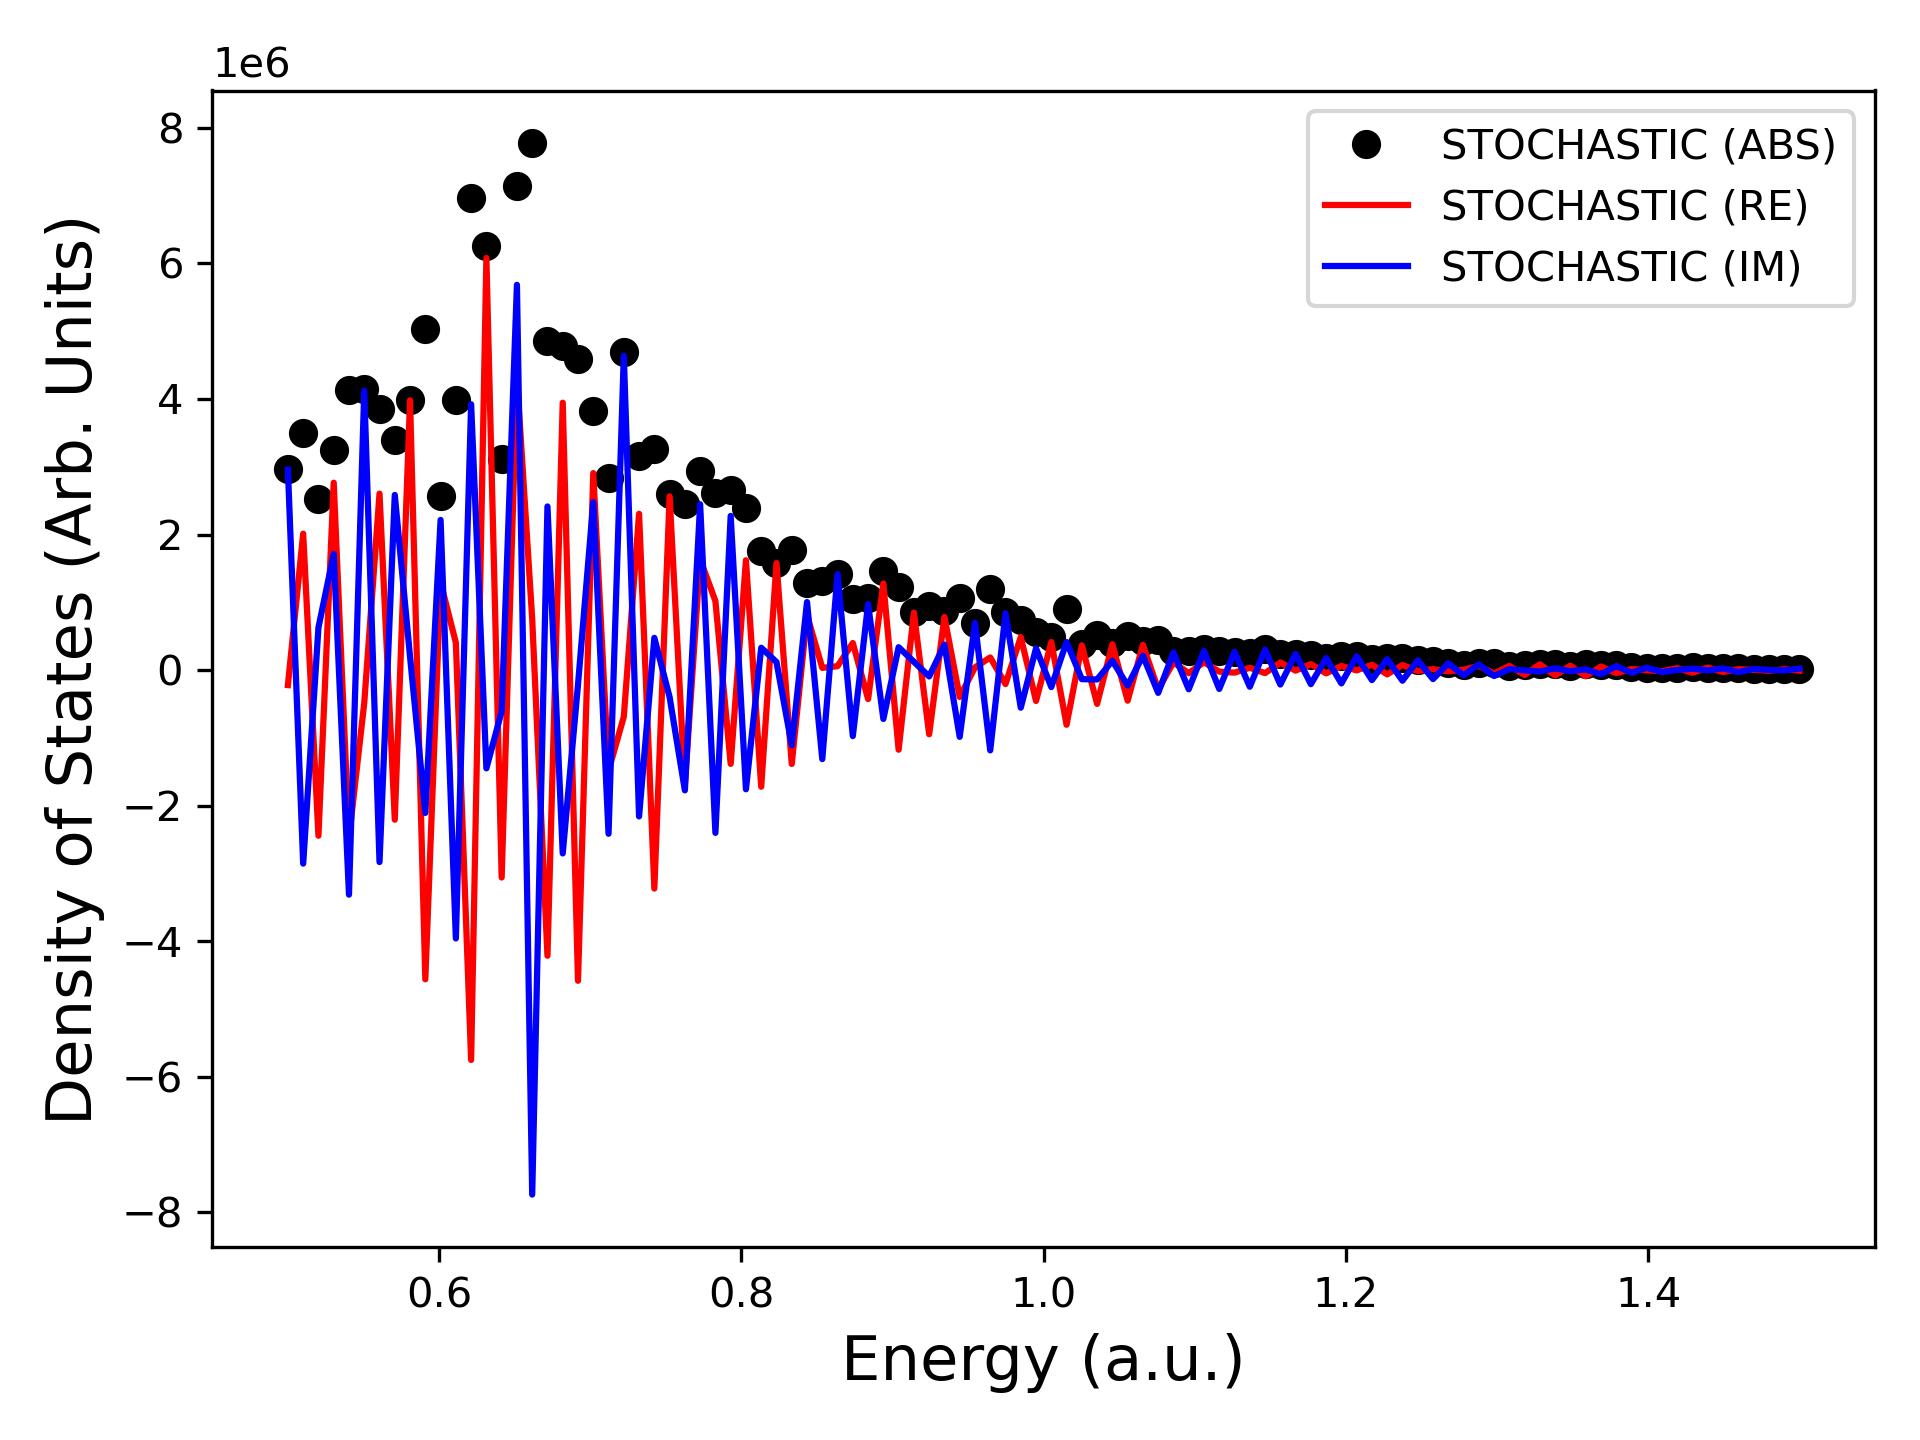 1e6
8
6
4
2
0
−2
−4
−6
−8
Density of States (Arb. Units)
STOCHASTIC (ABS)
STOCHASTIC (RE)
STOCHASTIC (IM)
0.6 0.8 1.0 1.2 1.4
Energy (a.u.)